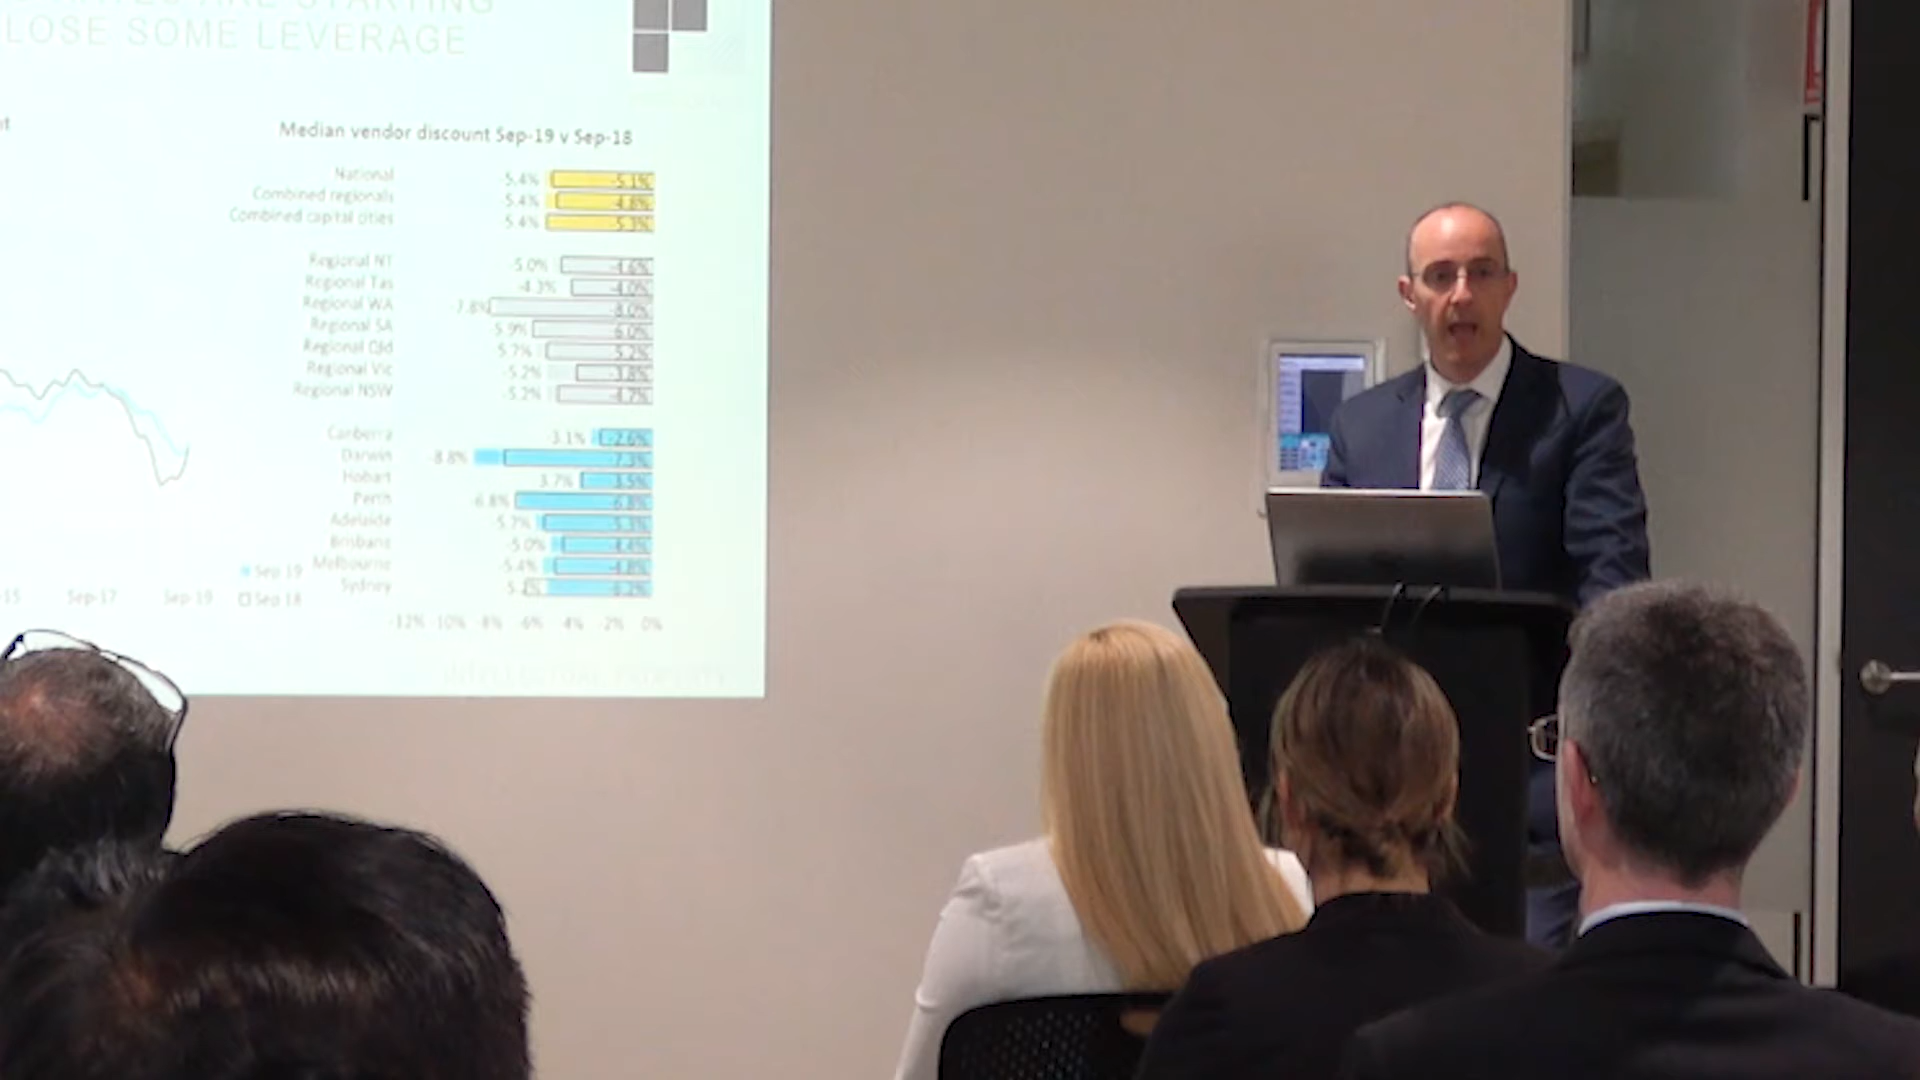 LOSE SOME LEVERAGE
Median vendor discount Sep-19 v Sep-18
National 5.4% -5.1%
Combined regionals 5.4% -4.8%
Combined capital cities 5.4% -5.3%
Regional NT 5.0% -4.6%
Regional Tas -4.3% -4.0%
Regional WA 7.8% -8.0%
Regional SA 5.9% 6.0%
Regional Qld 5.7% 5.2%
Regional Vic -5.2% -3.8%
Regional NSW -5.2% -4.7%
Canberra 3.1% -2.6%
Darwin -8.8% 7.3%
Hobart 3.7% 3.5%
Perth -6.8% 6.8%
Adelaide -5.7% -5.3%
Brisbane -5.0% -4.4%
Melbourne -5.4% -4.8%
Sydney -6.2%
Sep 19
Sep 18
-15 Sep-17 Sep-19
-12% -10% -8% -6% 4% -2% 0%